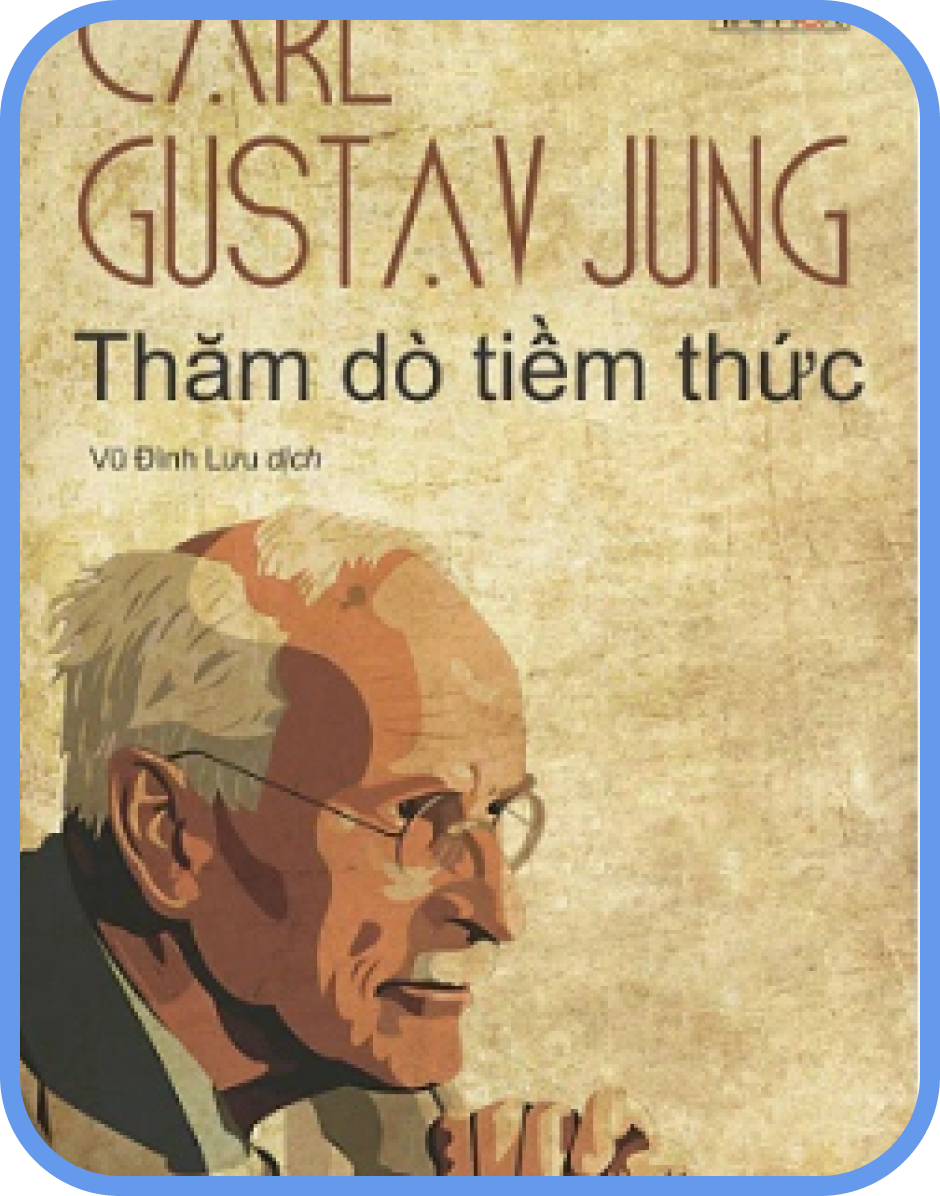 CARL
GUSTAV JUNG
Thăm dò tiềm thức
Vũ Đình Lưu dịch